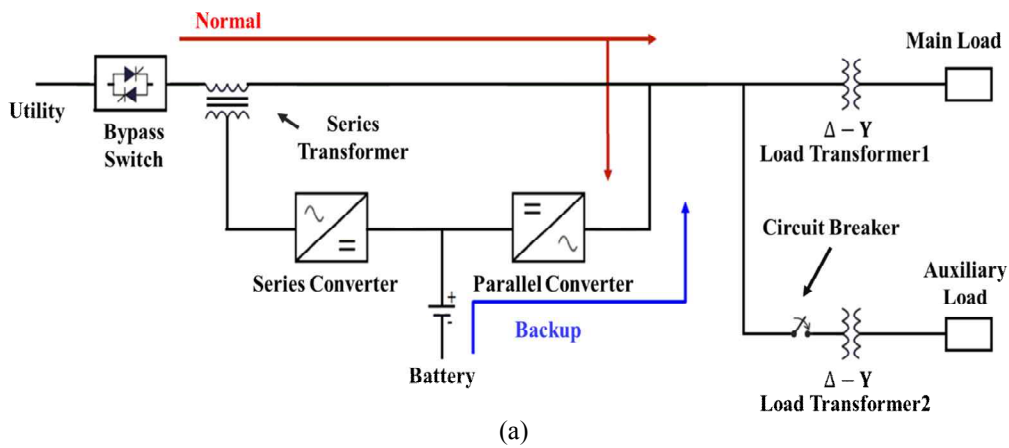 Normal
Main Load
Utility
Bypass
Switch
Series
Transformer
Δ – Y
Load Transformer1
Circuit Breaker
Series Converter
Parallel Converter
Auxiliary
Load
+
-
Backup
Battery
Δ – Y
Load Transformer2
(a)